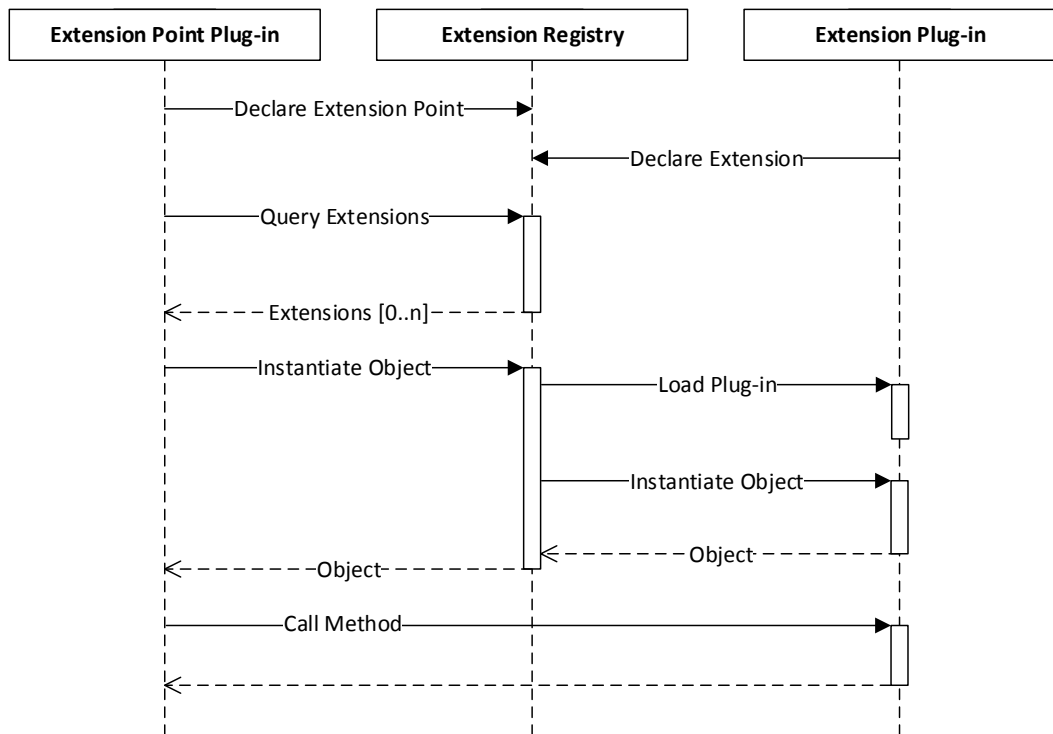 Extension Point Plug-in
Extension Registry
Extension Plug-in
Declare Extension Point
Declare Extension
Query Extensions
Extensions [0..n]
Instantiate Object
Load Plug-in
Instantiate Object
Object
Object
Call Method